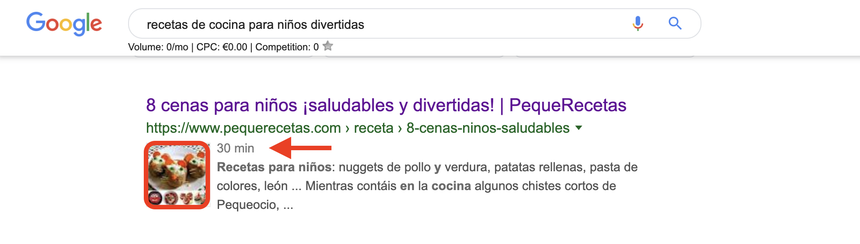 Google
recetas de cocina para niños divertidas
Volume: 0/mo | CPC: €0.00 | Competition: 0
8 cenas para niños ¡saludables y divertidas! | PequeRecetas
https://www.pequerecetas.com › receta › 8-cenas-ninos-saludables
30 min
Recetas para niños: nuggets de pollo y verdura, patatas rellenas, pasta de
colores, león ... Mientras contáis en la cocina algunos chistes cortos de
Pequeocio, ...